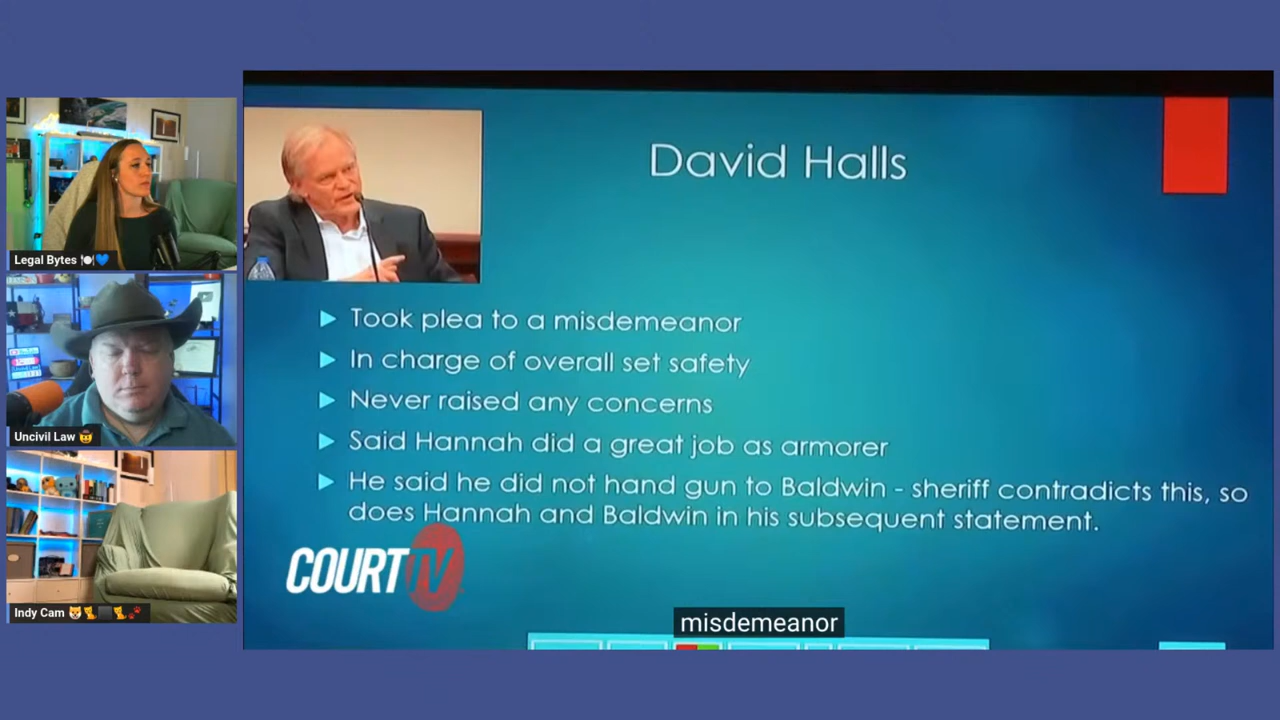 David Halls
Took plea to a misdemeanor
In charge of overall set safety
Never raised any concerns
Said Hannah did a great job as armorer
He said he did not hand gun to Baldwin - sheriff contradicts this, so
does Hannah and Baldwin in his subsequent statement.
COURT TV
misdemeanor
Legal Bytes 🍽️💙
Uncivil Law 🤠
Indy Cam 😺🐈⬛🐈🐾